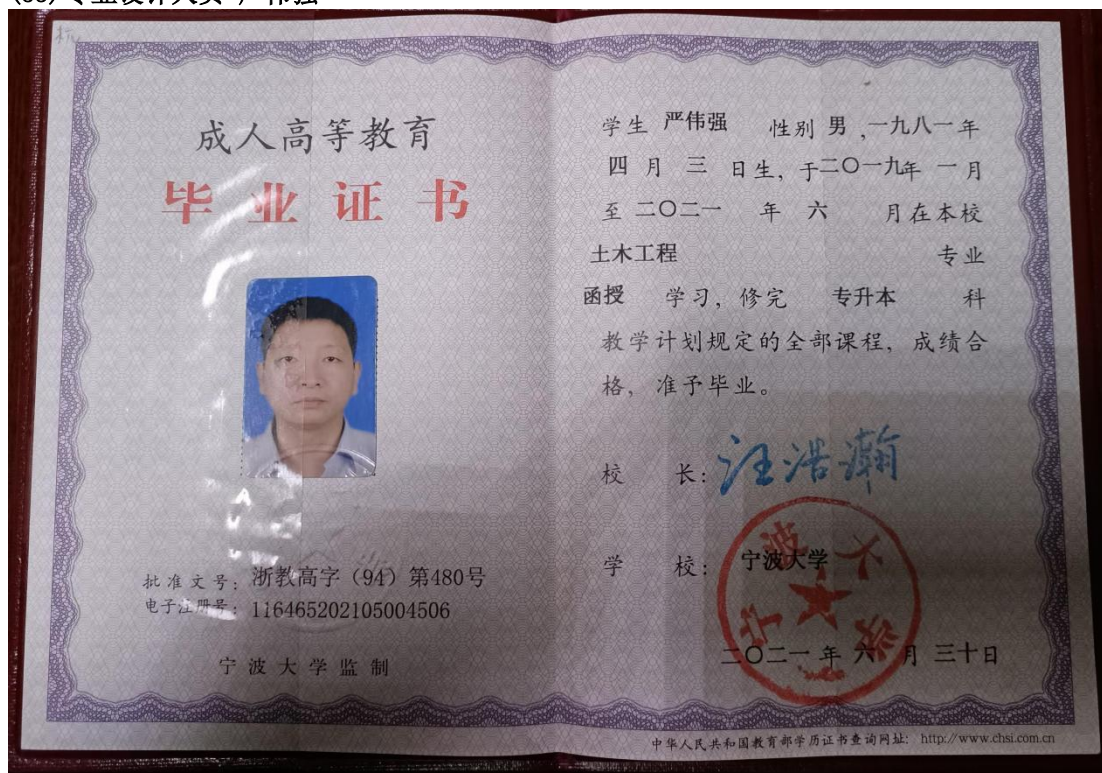 成人高等教育
毕业证书
批准文号：浙教高字（94）第480号
电子注册号：116465202105004506
宁波大学监制
学生 严伟强 性别 男，一九八一年
四月三日生，于二〇一九年一月
至二〇二一年六月在本校
土木工程 专业
函授 学习，修完 专升本 科
教学计划规定的全部课程，成绩合
格，准予毕业。
校长：汪浩瀚
学校：宁波大学
宁波大学
二〇二一年六月三十日
中华人民共和国教育部学历证书查询网址：http://www.chsi.com.cn